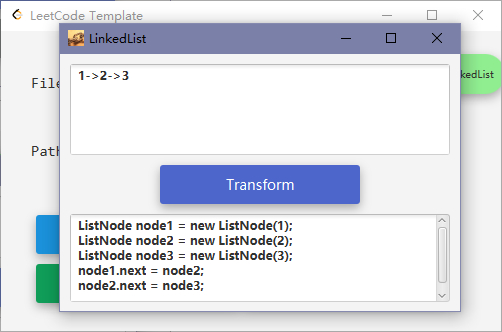 LeetCode Template
LinkedList
File
kedList
1->2->3
Path
Transform
ListNode node1 = new ListNode(1);
ListNode node2 = new ListNode(2);
ListNode node3 = new ListNode(3);
node1.next = node2;
node2.next = node3;